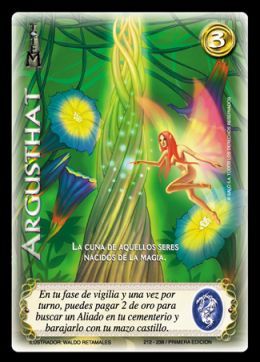 3
ARGUSTHAT
LA CUNA DE AQUELLOS SERES
NACIDOS DE LA MAGIA.
En tu fase de vigilia y una vez por
turno, puedes pagar 2 de oro para
buscar un Aliado en tu cementerio y
barajarlo con tu mazo castillo.
ILUSTRADOR: WALDO RETAMALES
212 - 238 / PRIMERA EDICION